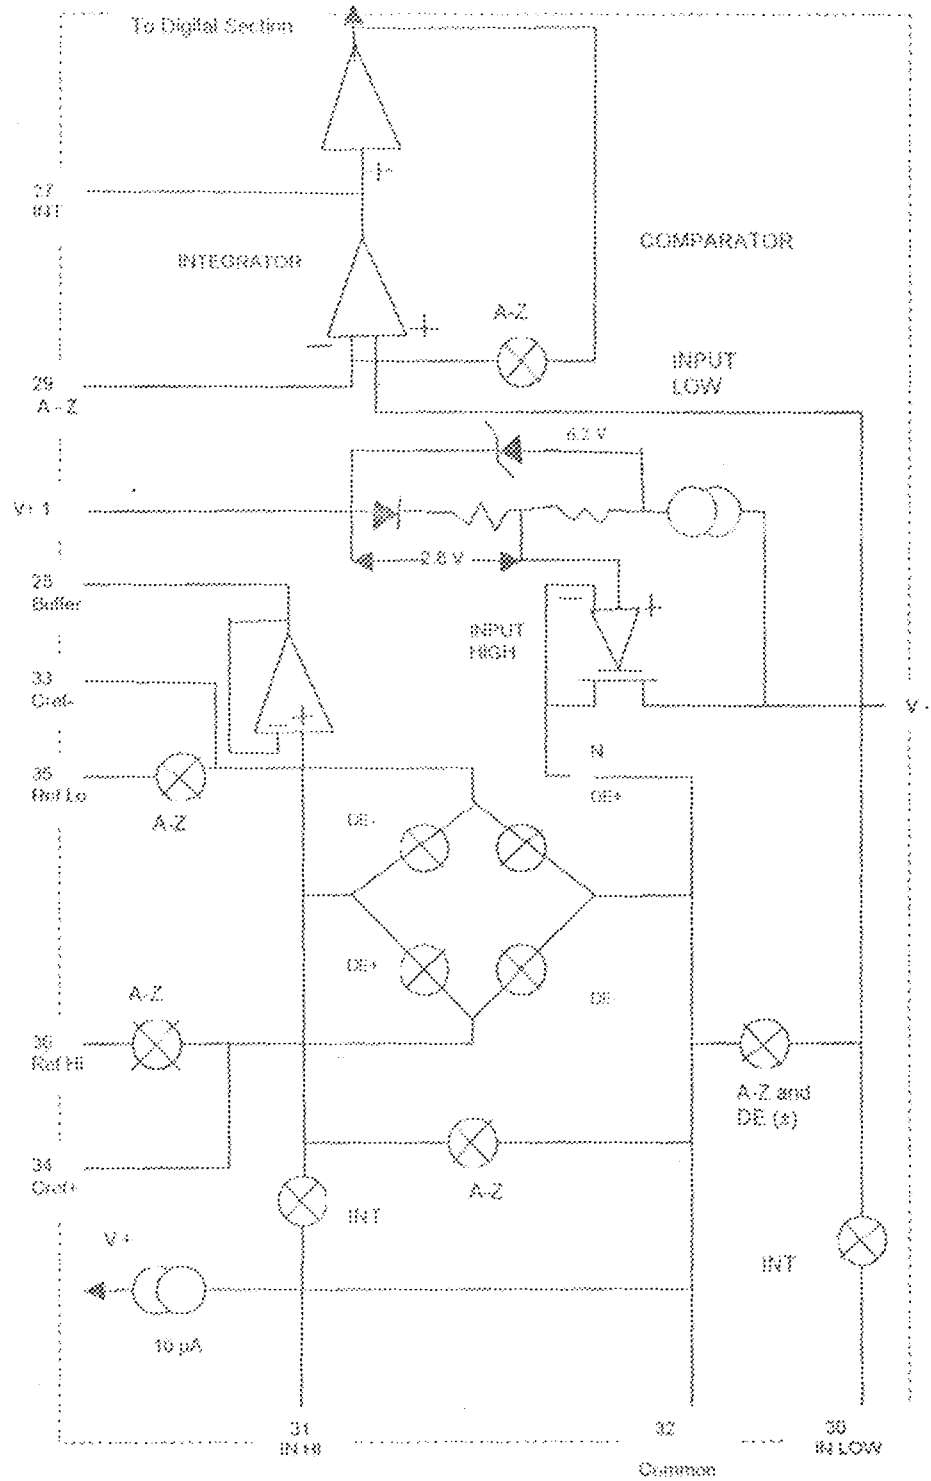 To Digital Section
27
INT
INTEGRATOR
COMPARATOR
+
A-Z
INPUT
LOW
29
A-Z
6.2 V
V+ 1
2.8 V
Buffer
INPUT
HIGH
33
Cref-
V -
N
DE+
35
Ref Lo
A-Z
DE-
DE+
DE-
A-Z
36
Ref Hi
A-Z and
DE (±)
34
Cref+
A-Z
INT
V +
INT
10 µA
31
IN HI
32
Common
30
IN LOW